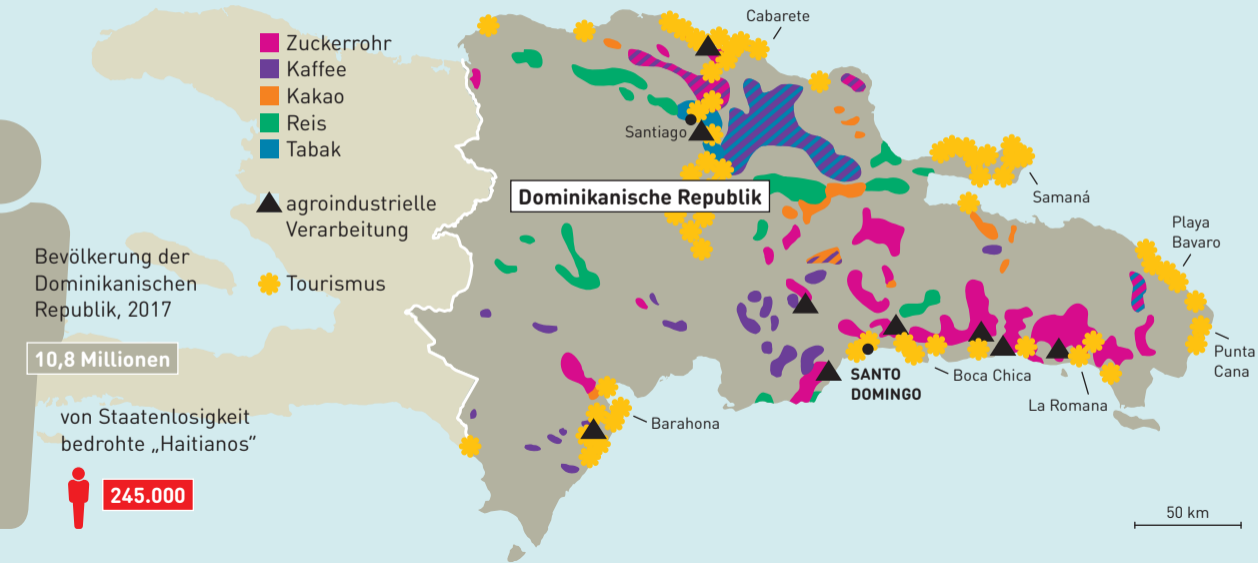 Zuckerrohr
Kaffee
Kakao
Reis
Tabak
agroindustrielle
Verarbeitung
Tourismus
Bevölkerung der
Dominikanischen
Republik, 2017
10,8 Millionen
von Staatenlosigkeit
bedrohte „Haitianos“
245.000
Cabarete
Santiago
Dominikanische Republik
Samaná
Playa
Bavaro
Punta
Cana
SANTO
DOMINGO
Boca Chica
La Romana
Barahona
50 km